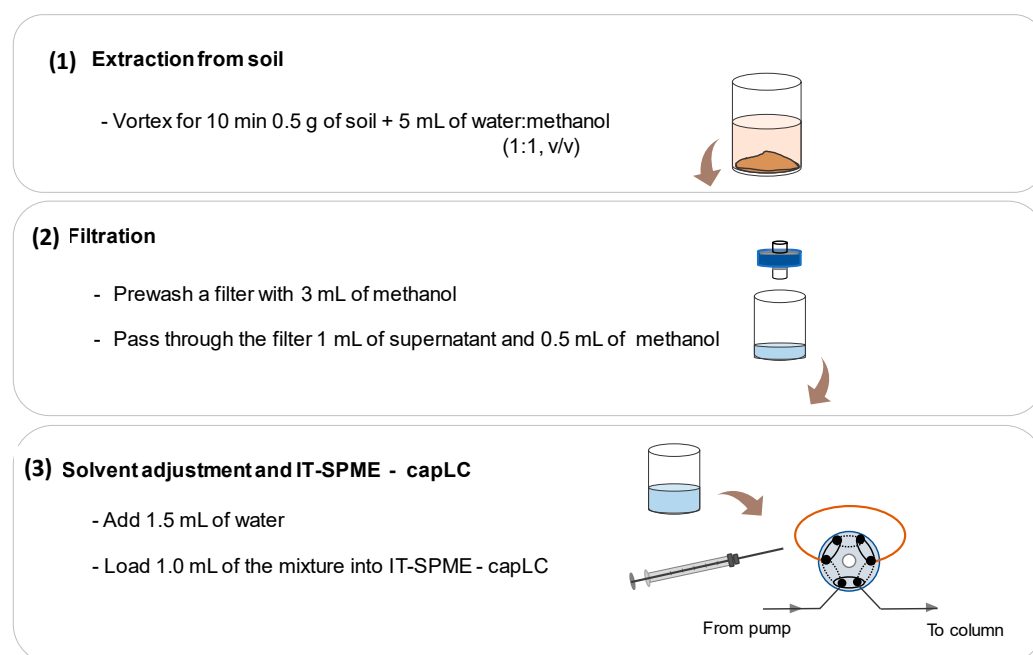 (1) Extraction from soil
- Vortex for 10 min 0.5 g of soil + 5 mL of water:methanol
(1:1, v/v)
(2) Filtration
- Prewash a filter with 3 mL of methanol
- Pass through the filter 1 mL of supernatant and 0.5 mL of methanol
(3) Solvent adjustment and IT-SPME - capLC
- Add 1.5 mL of water
- Load 1.0 mL of the mixture into IT-SPME - capLC
From pump
To column